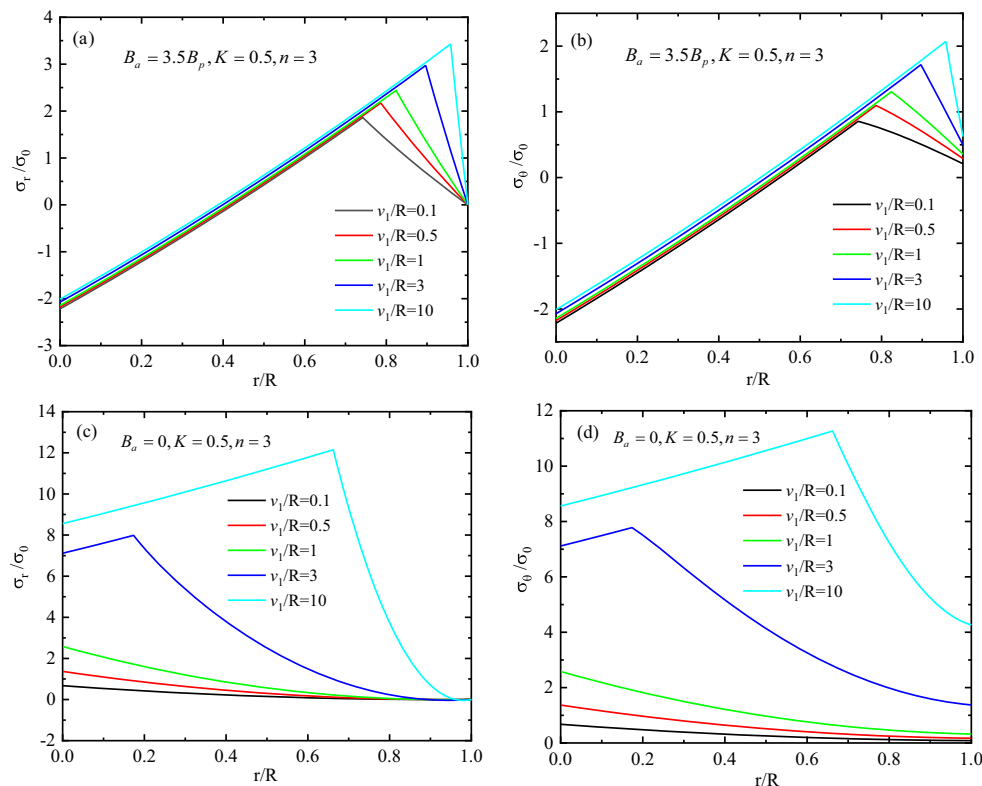 (a)
B_a = 3.5B_p, K = 0.5, n = 3
4
3
2
1
0
-1
-2
-3
σ_r/σ_0
v_1/R=0.1
v_1/R=0.5
v_1/R=1
v_1/R=3
v_1/R=10
0.0 0.2 0.4 0.6 0.8 1.0
r/R
(b)
B_a = 3.5B_p, K = 0.5, n = 3
2
1
0
-1
-2
σ_θ/σ_0
v_1/R=0.1
v_1/R=0.5
v_1/R=1
v_1/R=3
v_1/R=10
0.0 0.2 0.4 0.6 0.8 1.0
r/R
(c)
B_a = 0, K = 0.5, n = 3
14
12
10
8
6
4
2
0
-2
σ_r/σ_0
v_1/R=0.1
v_1/R=0.5
v_1/R=1
v_1/R=3
v_1/R=10
0.0 0.2 0.4 0.6 0.8 1.0
r/R
(d)
B_a = 0, K = 0.5, n = 3
12
10
8
6
4
2
0
σ_θ/σ_0
v_1/R=0.1
v_1/R=0.5
v_1/R=1
v_1/R=3
v_1/R=10
0.0 0.2 0.4 0.6 0.8 1.0
r/R